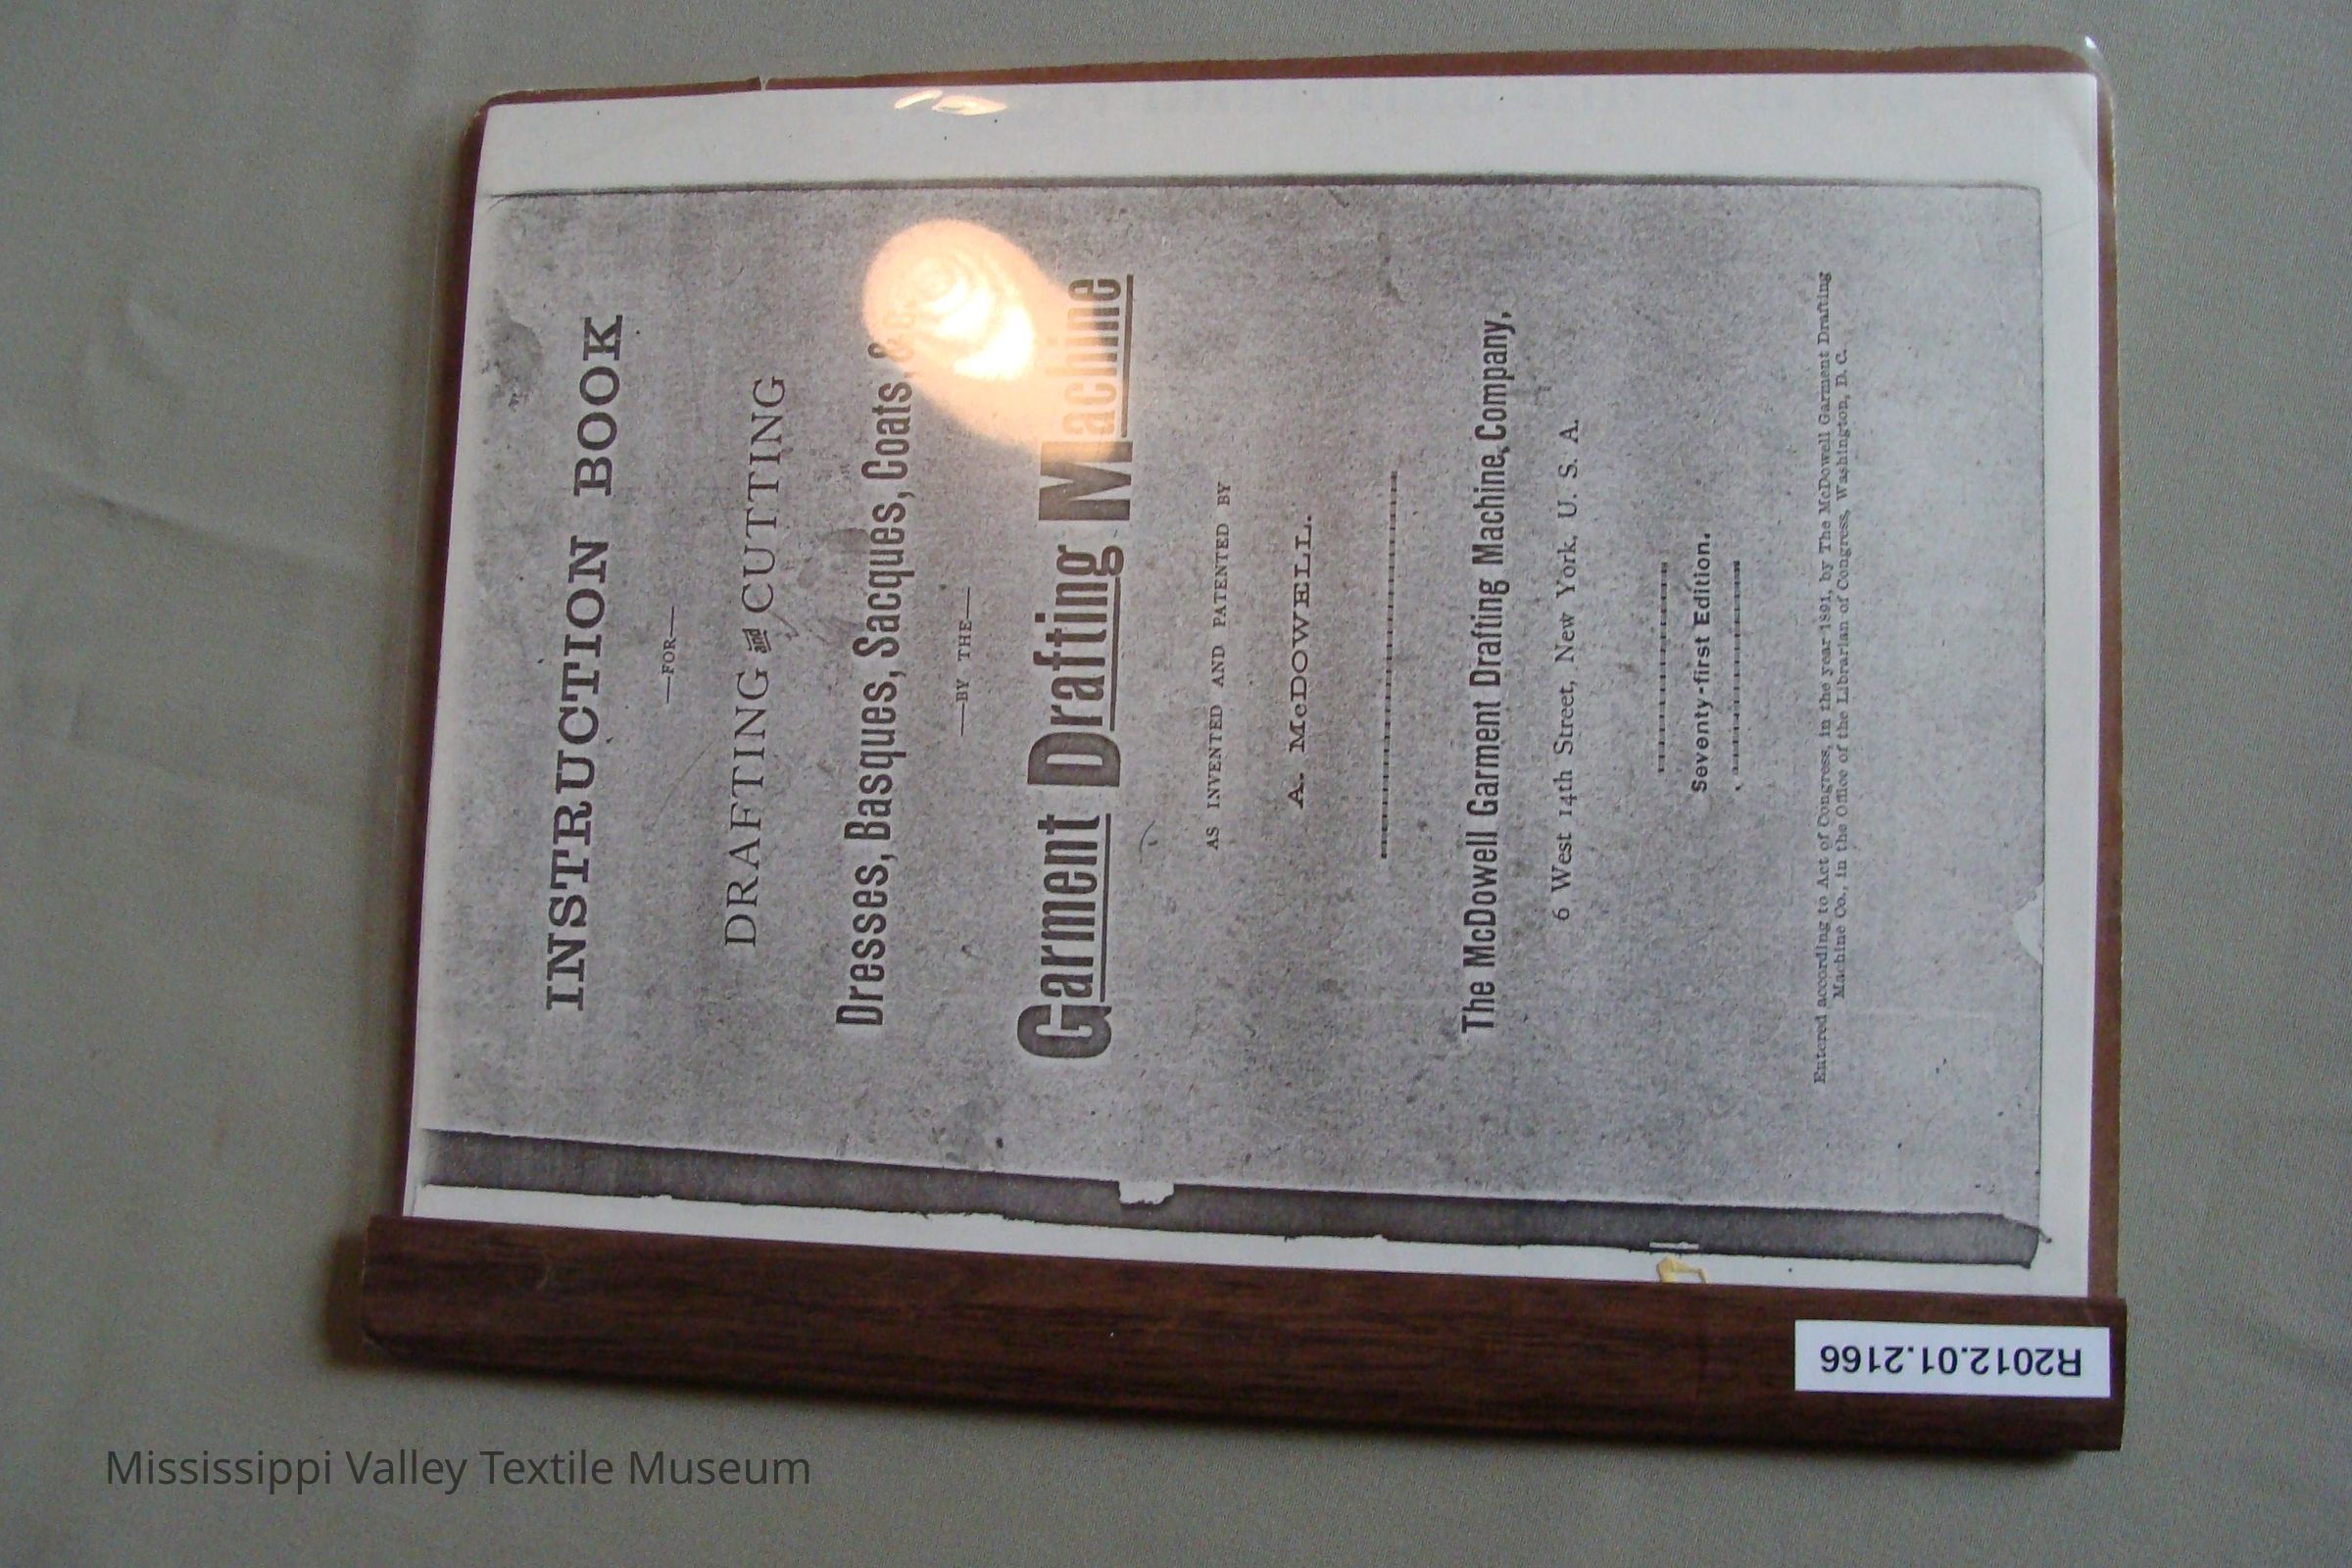 INSTRUCTION BOOK
—FOR—
DRAFTING and CUTTING
Dresses, Basques, Sacques, Coats, &c.,
—BY THE—
Garment Drafting Machine
AS INVENTED AND PATENTED BY
A. McDOWELL.
The McDowell Garment Drafting Machine Company,
6 West 14th Street, New York, U. S. A.
Seventy-first Edition.
Entered according to Act of Congress, in the year 1891, by The McDowell Garment Drafting
Machine Co., in the Office of the Librarian of Congress, Washington, D. C.
R2012.01.2166
Mississippi Valley Textile Museum